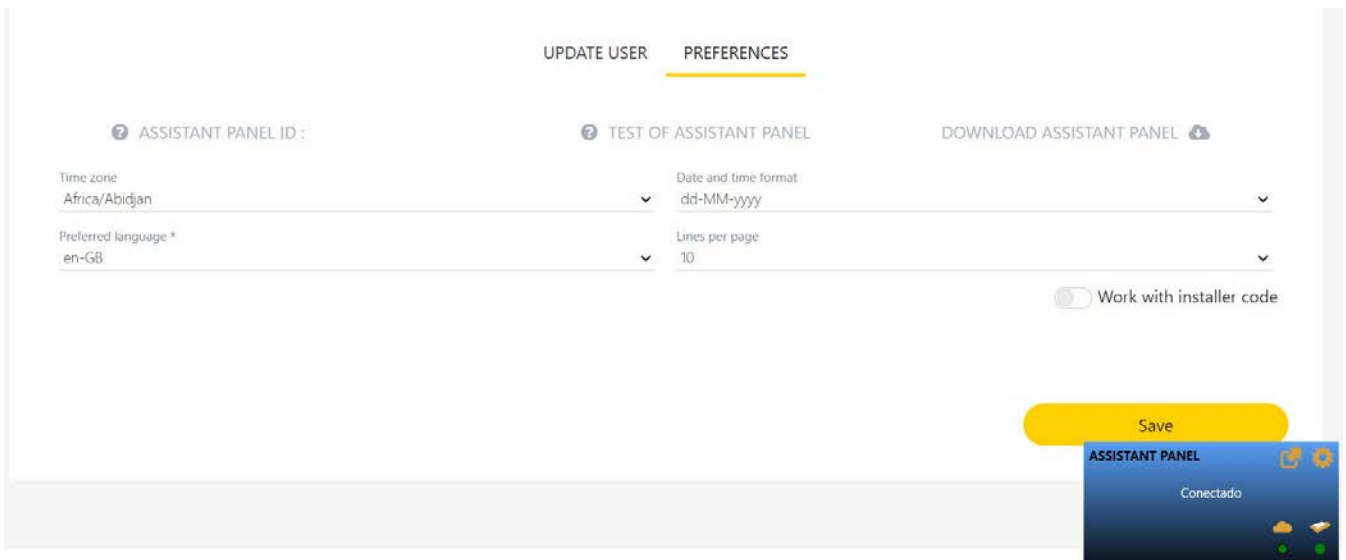 UPDATE USER PREFERENCES
ASSISTANT PANEL ID : TEST OF ASSISTANT PANEL DOWNLOAD ASSISTANT PANEL
Time zone Date and time format
Africa/Abidjan dd-MM-yyyy
Preferred language * Lines per page
en-GB 10
Work with installer code
Save
ASSISTANT PANEL
Conectado